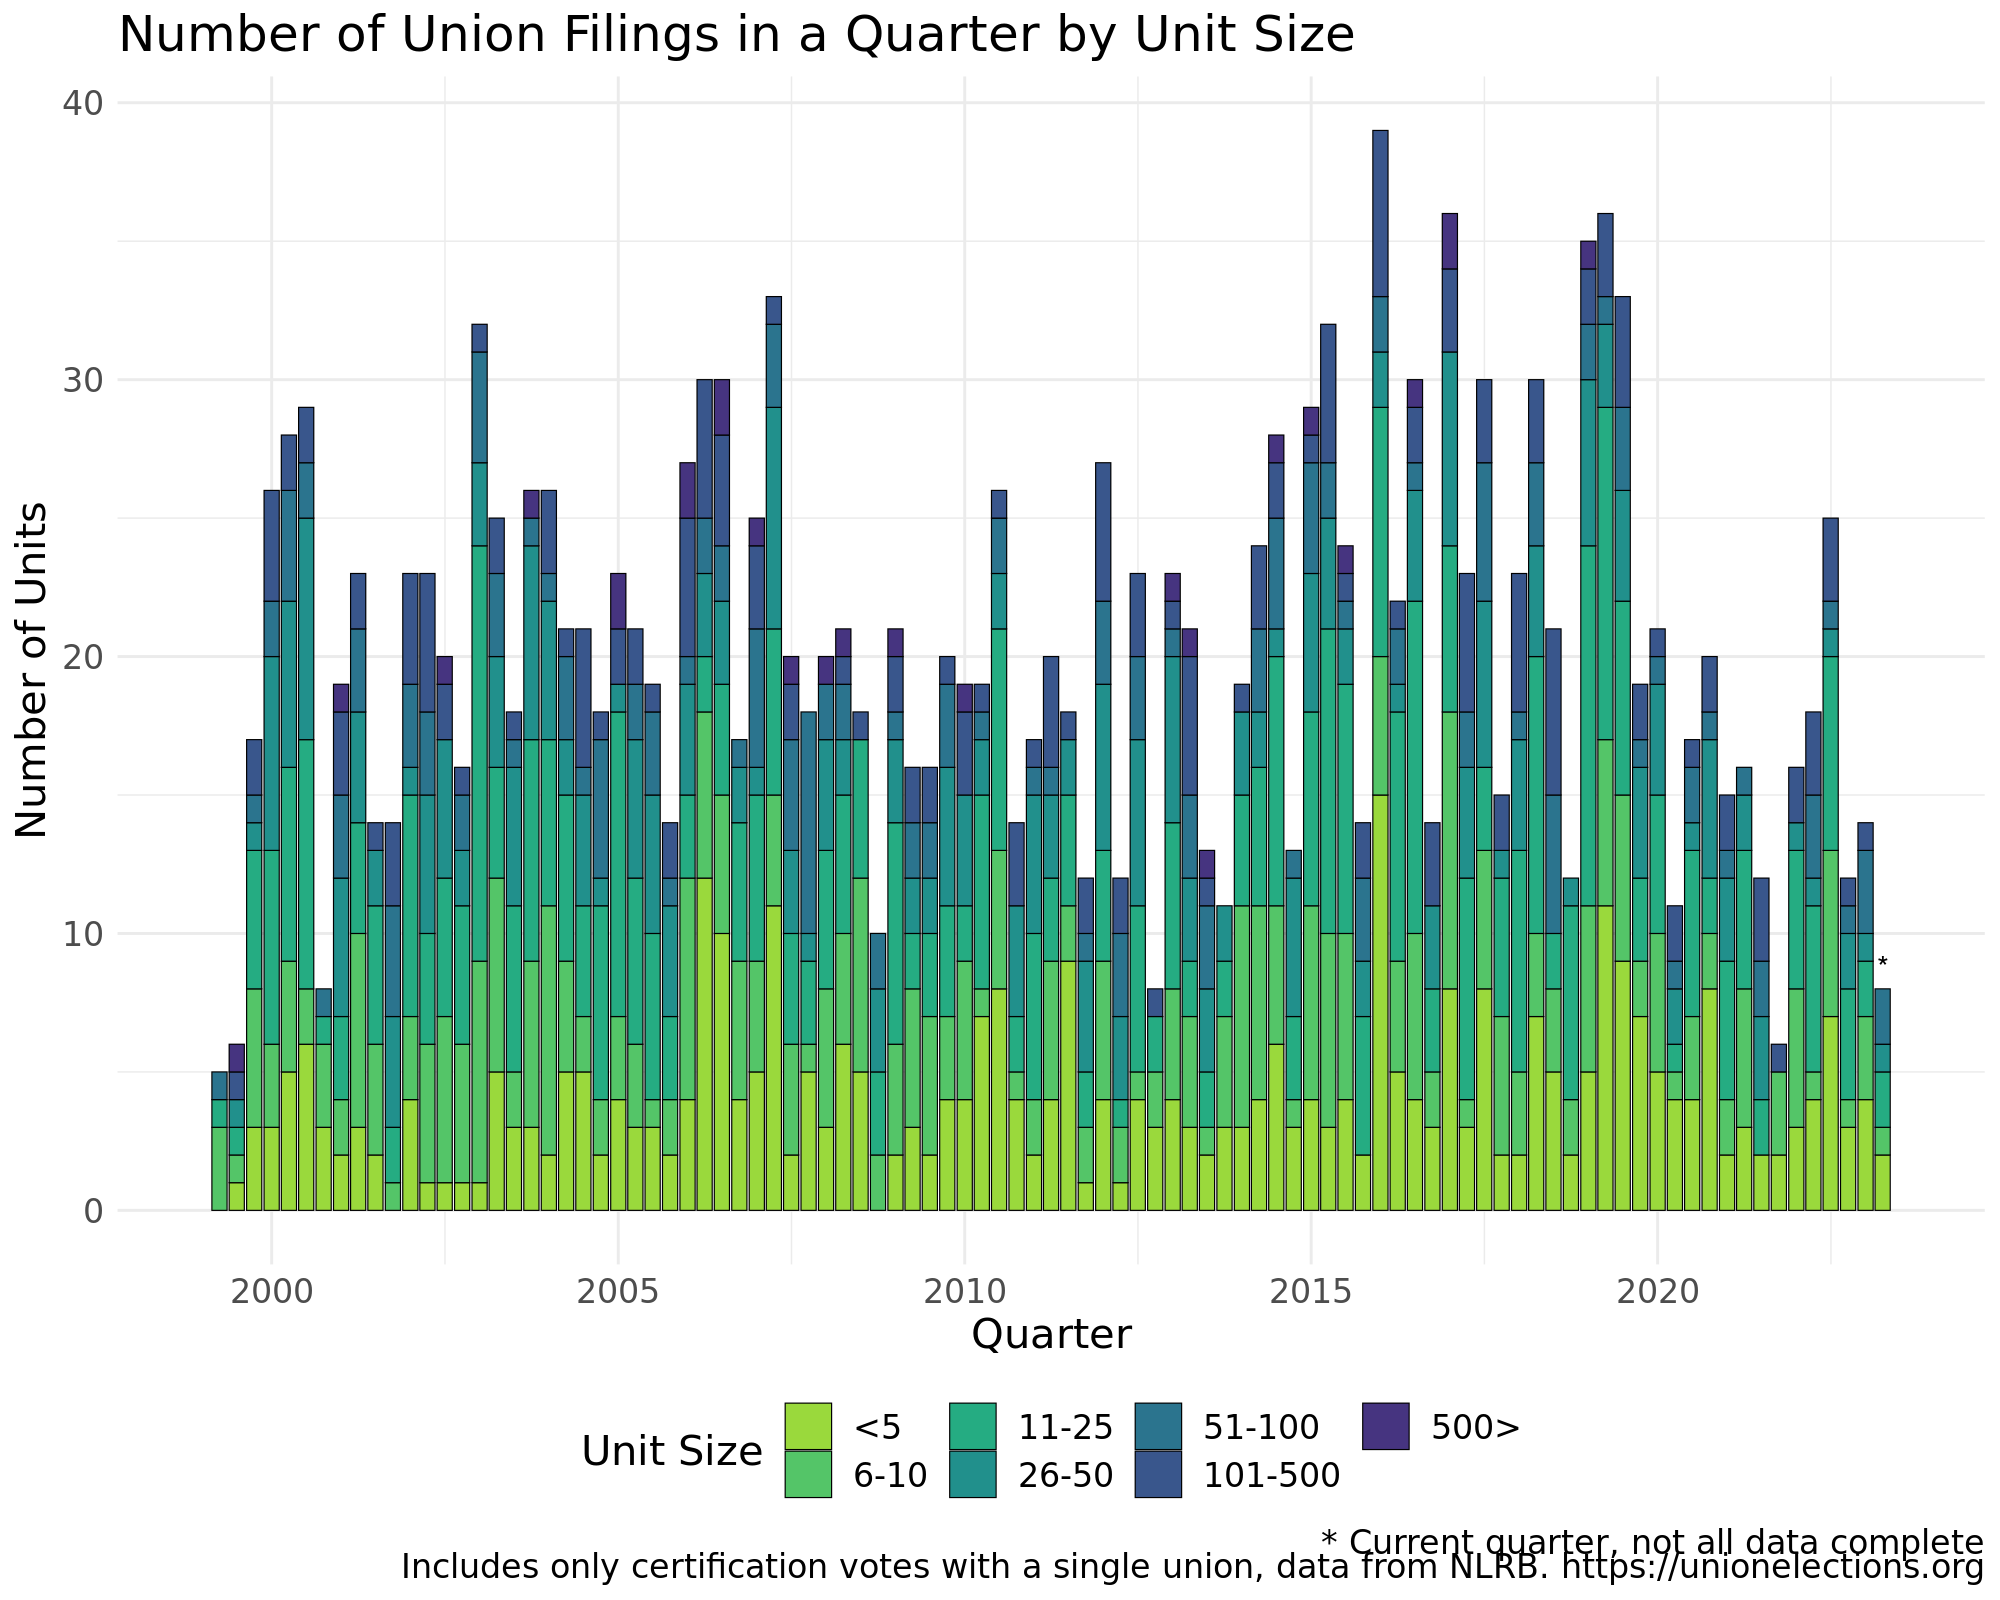 Number of Union Filings in a Quarter by Unit Size
Number of Units
40
30
20
10
0
*
2000 2005 2010 2015 2020
Quarter
Unit Size
<5 11-25 51-100 500>
6-10 26-50 101-500
* Current quarter, not all data complete
Includes only certification votes with a single union, data from NLRB. https://unionelections.org